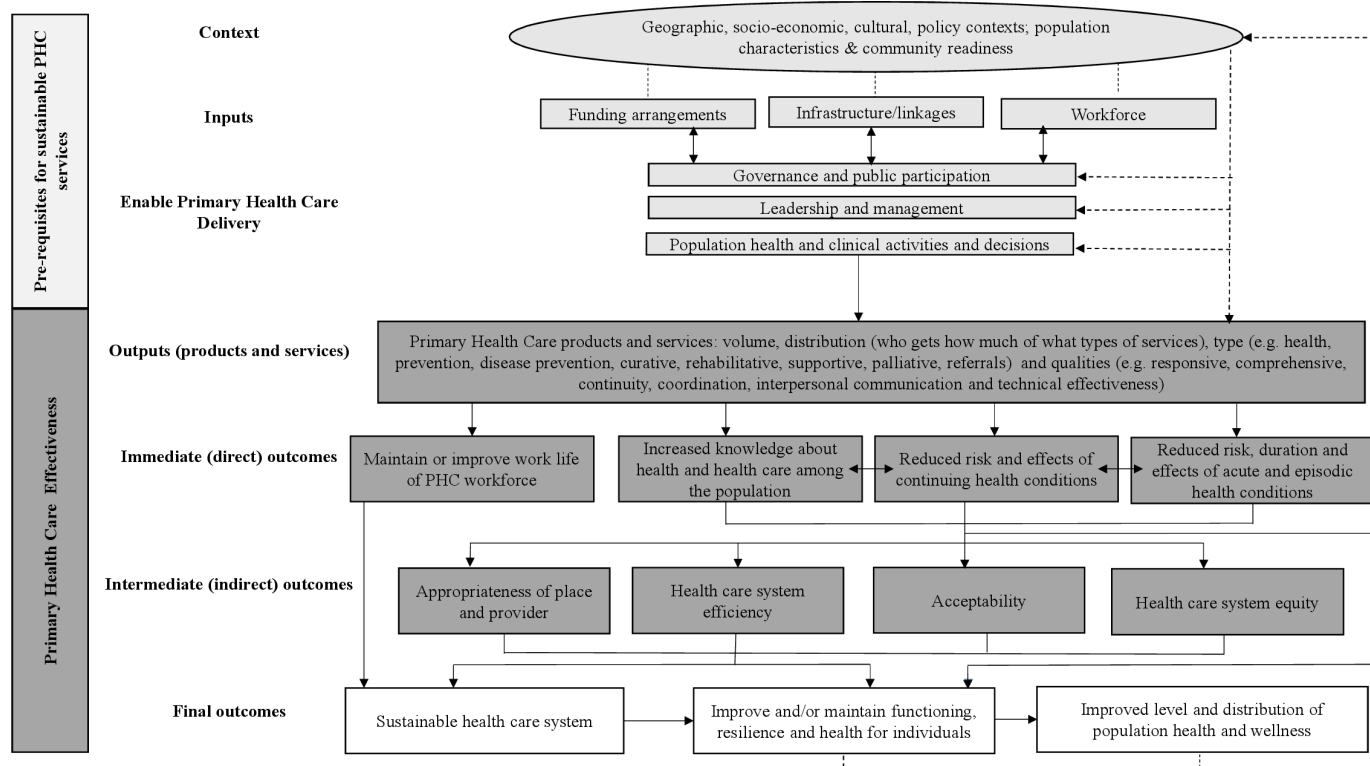 Pre-requisites for sustainable PHC
services
Context
Geographic, socio-economic, cultural, policy contexts; population
characteristics & community readiness
Inputs
Funding arrangements
Infrastructure/linkages
Workforce
Enable Primary Health Care
Delivery
Governance and public participation
Leadership and management
Population health and clinical activities and decisions
Primary Health Care  Effectiveness
Outputs (products and services)
Primary Health Care products and services: volume, distribution (who gets how much of what types of services), type (e.g. health,
prevention, disease prevention, curative, rehabilitative, supportive, palliative, referrals)  and qualities (e.g. responsive, comprehensive,
continuity, coordination, interpersonal communication and technical effectiveness)
Immediate (direct) outcomes
Maintain or improve work life
of PHC workforce
Increased knowledge about
health and health care among
the population
Reduced risk and effects of
continuing health conditions
Reduced risk, duration and
effects of acute and episodic
health conditions
Intermediate (indirect) outcomes
Appropriateness of place
and provider
Health care system
efficiency
Acceptability
Health care system equity
Final outcomes
Sustainable health care system
Improve and/or maintain functioning,
resilience and health for individuals
Improved level and distribution of
population health and wellness